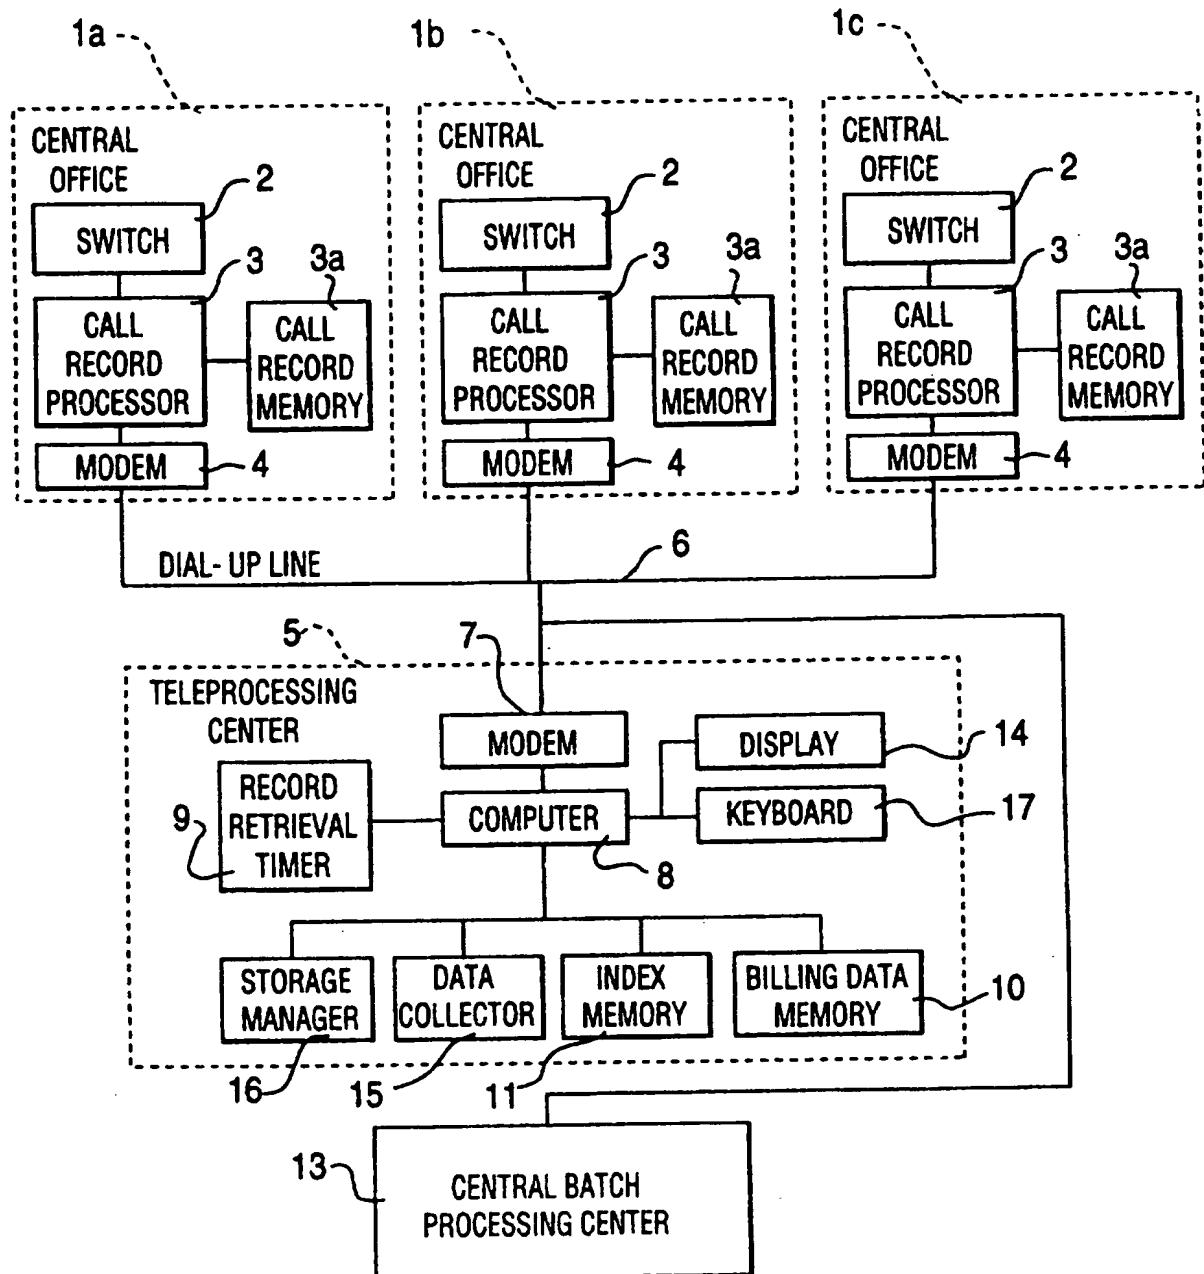 1a
1b
1c
CENTRAL
OFFICE
2
SWITCH
3
3a
CALL
RECORD
PROCESSOR
CALL
RECORD
MEMORY
MODEM
4
CENTRAL
OFFICE
2
SWITCH
3
3a
CALL
RECORD
PROCESSOR
CALL
RECORD
MEMORY
MODEM
4
CENTRAL
OFFICE
2
SWITCH
3
3a
CALL
RECORD
PROCESSOR
CALL
RECORD
MEMORY
MODEM
4
DIAL- UP LINE
6
5
7
TELEPROCESSING
CENTER
MODEM
DISPLAY
14
RECORD
RETRIEVAL
TIMER
9
COMPUTER
8
KEYBOARD
17
STORAGE
MANAGER
16
DATA
COLLECTOR
15
INDEX
MEMORY
11
BILLING DATA
MEMORY
10
13
CENTRAL BATCH
PROCESSING CENTER